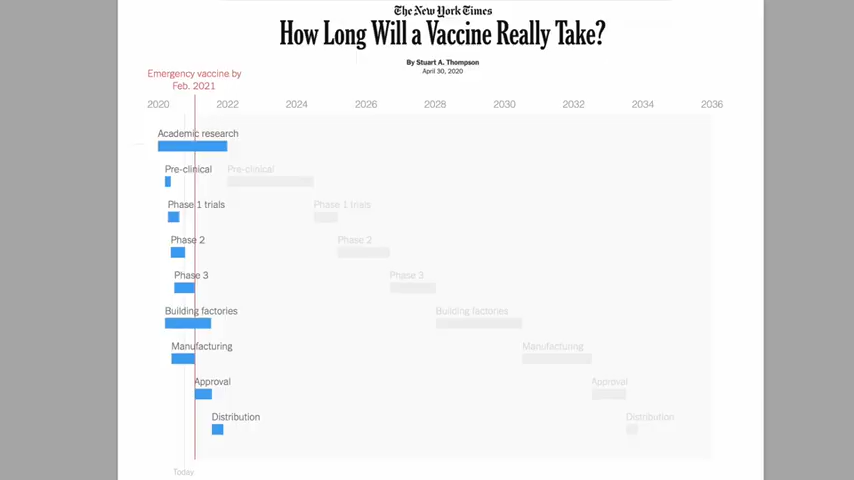 The New York Times
How Long Will a Vaccine Really Take?
By Stuart A. Thompson
April 30, 2020
Emergency vaccine by
Feb. 2021
2020 2022 2024 2026 2028 2030 2032 2034 2036
Academic research
Pre-clinical Pre-clinical
Phase 1 trials Phase 1 trials
Phase 2 Phase 2
Phase 3 Phase 3
Building factories Building factories
Manufacturing Manufacturing
Approval Approval
Distribution Distribution
Today